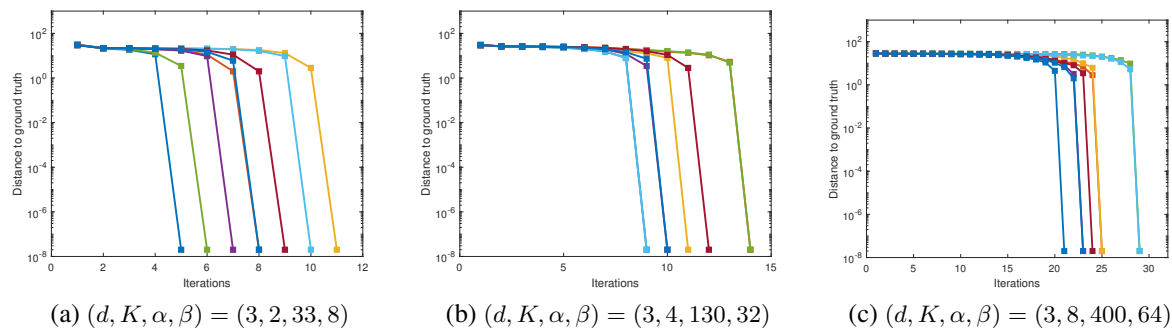 Distance to ground truth
10^2
10^0
10^-2
10^-4
10^-6
10^-8
0 2 4 6 8 10 12
Iterations
(a) (d, K, α, β) = (3, 2, 33, 8)
Distance to ground truth
10^2
10^0
10^-2
10^-4
10^-6
10^-8
0 5 10 15
Iterations
(b) (d, K, α, β) = (3, 4, 130, 32)
Distance to ground truth
10^2
10^0
10^-2
10^-4
10^-6
10^-8
0 5 10 15 20 25 30
Iterations
(c) (d, K, α, β) = (3, 8, 400, 64)